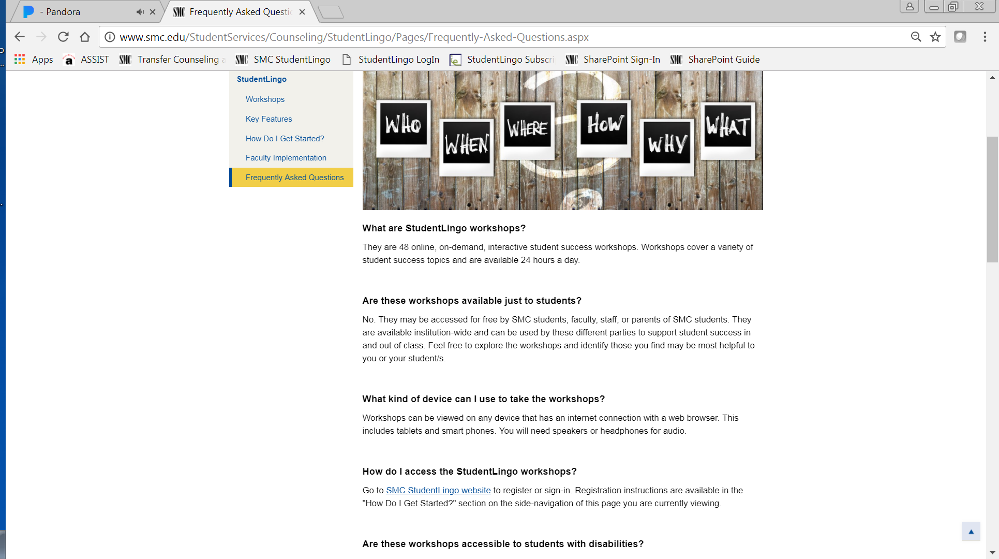 - Pandora
SMC Frequently Asked Questi
www.smc.edu/StudentServices/Counseling/StudentLingo/Pages/Frequently-Asked-Questions.aspx
Apps a ASSIST SMC Transfer Counseling a SMC SMC StudentLingo StudentLingo LogIn StudentLingo Subscri SMC SharePoint Sign-In SMC SharePoint Guide
StudentLingo
Workshops
Key Features
How Do I Get Started?
Faculty Implementation
Frequently Asked Questions
WHO
WHEN
WHERE
HOW
WHY
WHAT
What are StudentLingo workshops?
They are 48 online, on-demand, interactive student success workshops. Workshops cover a variety of
student success topics and are available 24 hours a day.
Are these workshops available just to students?
No. They may be accessed for free by SMC students, faculty, staff, or parents of SMC students. They
are available institution-wide and can be used by these different parties to support student success in
and out of class. Feel free to explore the workshops and identify those you find may be most helpful to
you or your student/s.
What kind of device can I use to take the workshops?
Workshops can be viewed on any device that has an internet connection with a web browser. This
includes tablets and smart phones. You will need speakers or headphones for audio.
How do I access the StudentLingo workshops?
Go to SMC StudentLingo website to register or sign-in. Registration instructions are available in the
"How Do I Get Started?" section on the side-navigation of this page you are currently viewing.
Are these workshops accessible to students with disabilities?